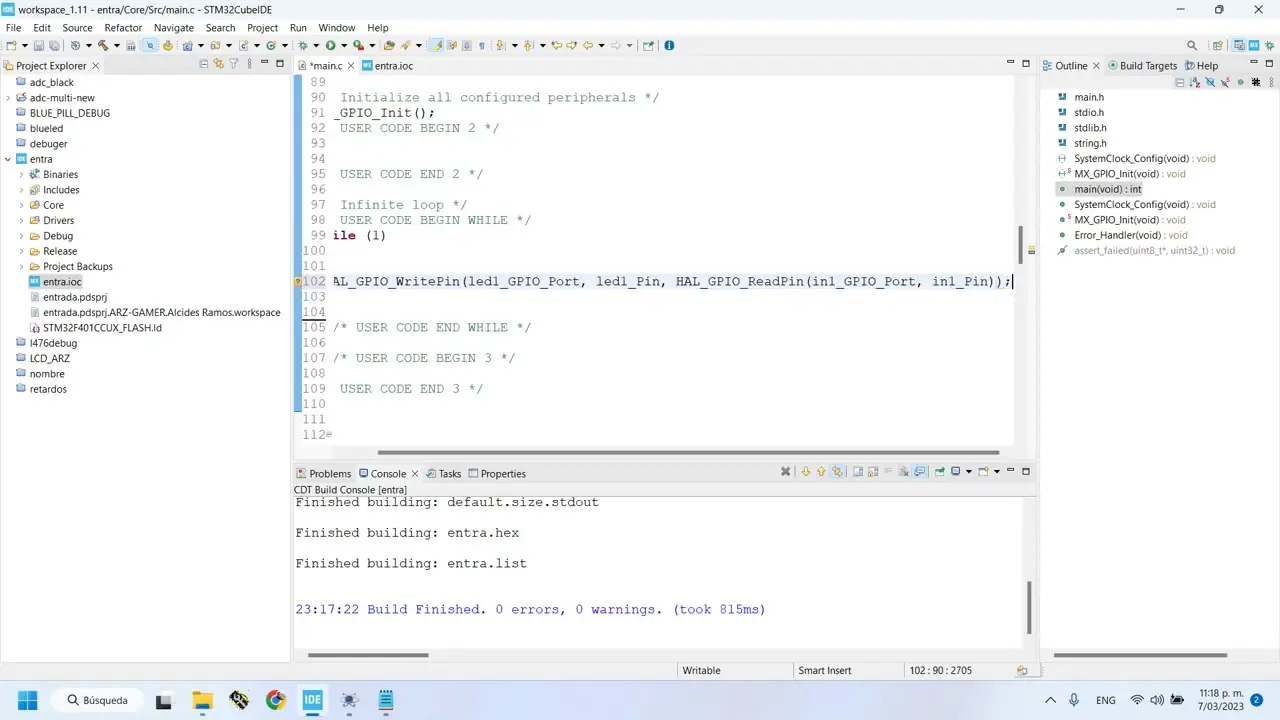 workspace_1.11 - entra/Core/Src/main.c - STM32CubeIDE
File Edit Source Refactor Navigate Search Project Run Window Help
Project Explorer
*main.c
entra.ioc
Outline
Build Targets
Help
adc_black
adc-multi-new
BLUE_PILL_DEBUG
blueled
debuger
entra
Binaries
Includes
Core
Drivers
Debug
Release
Project Backups
entra.ioc
entrada.pdsprj
entrada.pdsprj.ARZ-GAMER.Alcides Ramos.workspace
STM32F401CCUX_FLASH.ld
l476debug
LCD_ARZ
nombre
retardos
89
90 Initialize all configured peripherals */
91 _GPIO_Init();
92 USER CODE BEGIN 2 */
93
94
95 USER CODE END 2 */
96
97 Infinite loop */
98 USER CODE BEGIN WHILE */
99 ile (1)
100
101
102 AL_GPIO_WritePin(led1_GPIO_Port, led1_Pin, HAL_GPIO_ReadPin(in1_GPIO_Port, in1_Pin));
103
104
105 /* USER CODE END WHILE */
106
107 /* USER CODE BEGIN 3 */
108
109 USER CODE END 3 */
110
111
112
main.h
stdio.h
stdlib.h
string.h
SystemClock_Config(void) : void
MX_GPIO_Init(void) : void
main(void) : int
SystemClock_Config(void) : void
MX_GPIO_Init(void) : void
Error_Handler(void) : void
assert_failed(uint8_t*, uint32_t) : void
Problems Console Tasks Properties
CDT Build Console [entra]
Finished building: default.size.stdout
Finished building: entra.hex
Finished building: entra.list
23:17:22 Build Finished. 0 errors, 0 warnings. (took 815ms)
Writable
Smart Insert
102 : 90 : 2705
Búsqueda
IDE
ENG
11:18 p. m.
7/03/2023
2